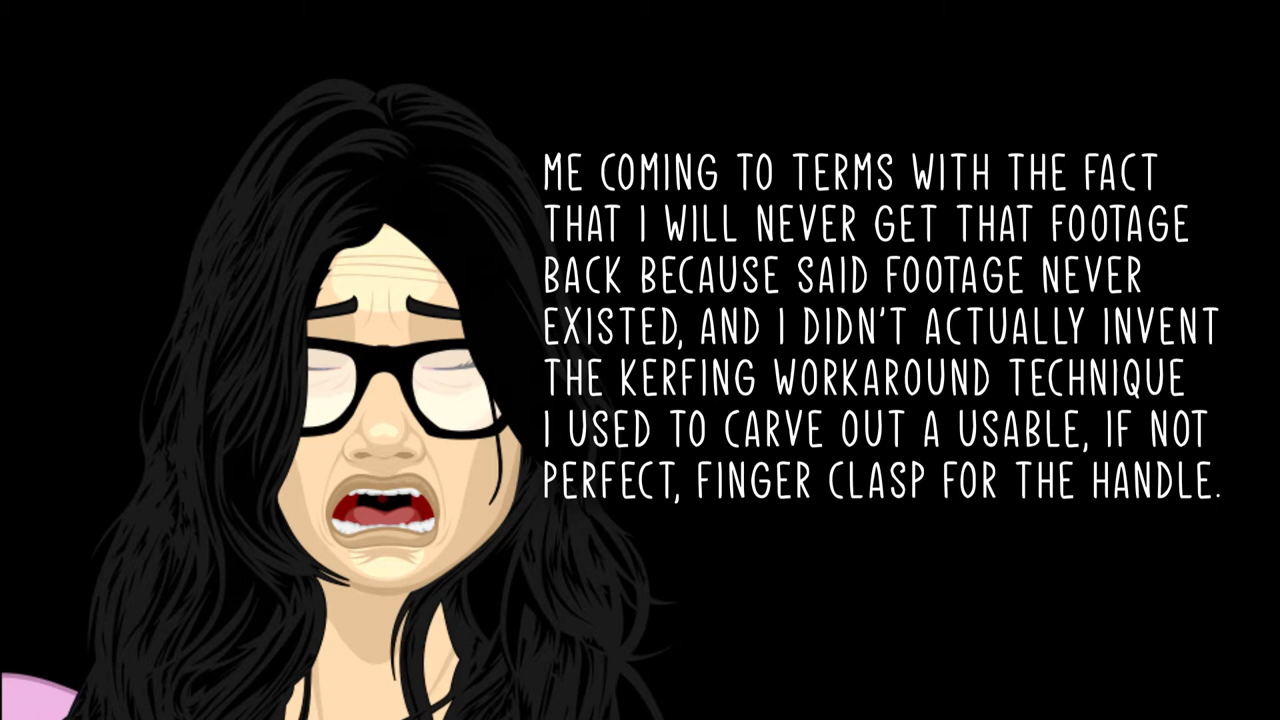 ME COMING TO TERMS WITH THE FACT
THAT I WILL NEVER GET THAT FOOTAGE
BACK BECAUSE SAID FOOTAGE NEVER
EXISTED, AND I DIDN'T ACTUALLY INVENT
THE KERFING WORKAROUND TECHNIQUE
I USED TO CARVE OUT A USABLE, IF NOT
PERFECT, FINGER CLASP FOR THE HANDLE.